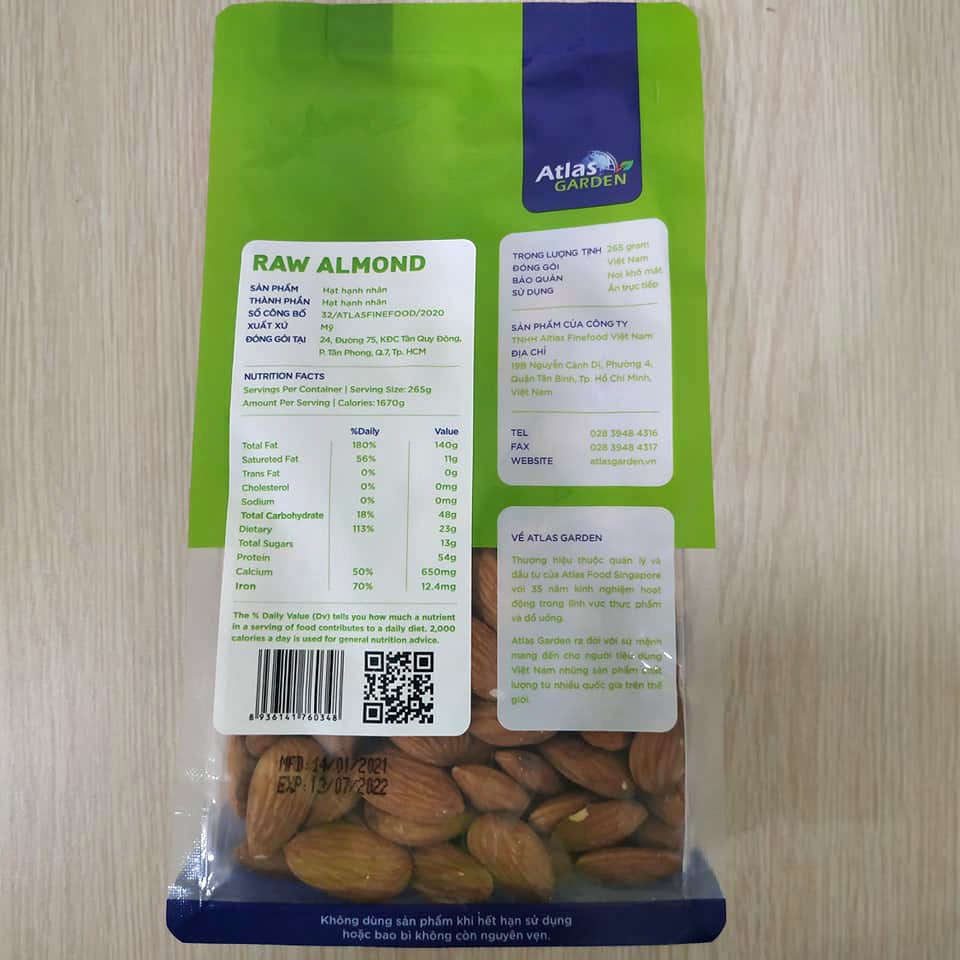 Atlas
GARDEN
RAW ALMOND
SẢN PHẨM Hạt hạnh nhân
THÀNH PHẦN Hạt hạnh nhân
SỐ CÔNG BỐ 32/ATLASFINEFOOD/2020
XUẤT XỨ Mỹ
ĐÓNG GÓI TẠI 24, Đường 75, KĐC Tân Quy Đông,
P. Tân Phong, Q.7, Tp. HCM
NUTRITION FACTS
Servings Per Container | Serving Size: 265g
Amount Per Serving | Calories: 1670g
%Daily Value
Total Fat 180% 140g
Satureted Fat 56% 11g
Trans Fat 0% 0g
Cholesterol 0% 0mg
Sodium 0% 0mg
Total Carbohydrate 18% 48g
Dietary 113% 23g
Total Sugars 13g
Protein 54g
Calcium 50% 650mg
Iron 70% 12.4mg
The % Daily Value (Dv) tells you how much a nutrient
in a serving of food contributes to a daily diet. 2,000
calories a day is used for general nutrition advice.
8 936141 760348
MFD: 14/01/2021
EXP: 13/07/2022
TRỌNG LƯỢNG TỊNH 265 gram
ĐÓNG GÓI Việt Nam
BẢO QUẢN Nơi khô mát
SỬ DỤNG Ăn trực tiếp
SẢN PHẨM CỦA CÔNG TY
TNHH Altlas Finefood Việt Nam
ĐỊA CHỈ
19B Nguyễn Cảnh Dị, Phường 4,
Quận Tân Bình, Tp. Hồ Chí Minh,
Việt Nam
TEL 028 3948 4316
FAX 028 3948 4317
WEBSITE atlasgarden.vn
VỀ ATLAS GARDEN
Thương hiệu thuộc quản lý và
đầu tư của Atlas Food Singapore
với 35 năm kinh nghiệm hoạt
động trong lĩnh vực thực phẩm
và đồ uống.
Atlas Garden ra đời với sứ mệnh
mang đến cho người tiêu dùng
Việt Nam những sản phẩm chất
lượng từ nhiều quốc gia trên thế
giới.
Không dùng sản phẩm khi hết hạn sử dụng
hoặc bao bì không còn nguyên vẹn.